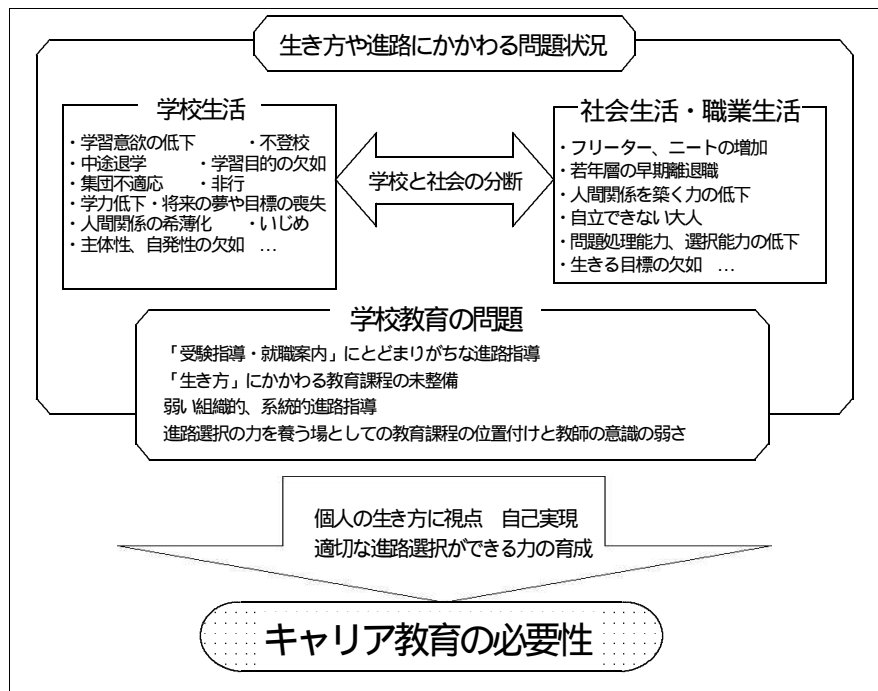 生き方や進路にかかわる問題状況
学校生活
・学習意欲の低下　・不登校
・中途退学　・学習目的の欠如
・集団不適応　・非行
・学力低下・将来の夢や目標の喪失
・人間関係の希薄化　・いじめ
・主体性、自発性の欠如　…
学校と社会の分断
社会生活・職業生活
・フリーター、ニートの増加
・若年層の早期離退職
・人間関係を築く力の低下
・自立できない大人
・問題処理能力、選択能力の低下
・生きる目標の欠如　…
学校教育の問題
「受験指導・就職案内」にとどまりがちな進路指導
「生き方」にかかわる教育課程の未整備
弱い組織的、系統的進路指導
進路選択の力を養う場としての教育課程の位置付けと教師の意識の弱さ
個人の生き方に視点　自己実現
適切な進路選択ができる力の育成
キャリア教育の必要性